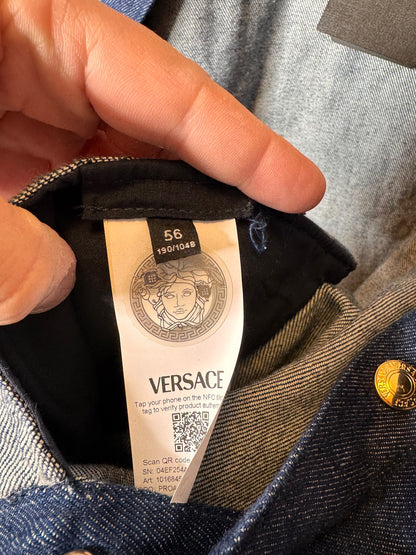 56
190/104B
VERSACE
Tap your phone on the NFC
tag to verify product
Scan QR code
SN: 04EF254
Art: 1016845